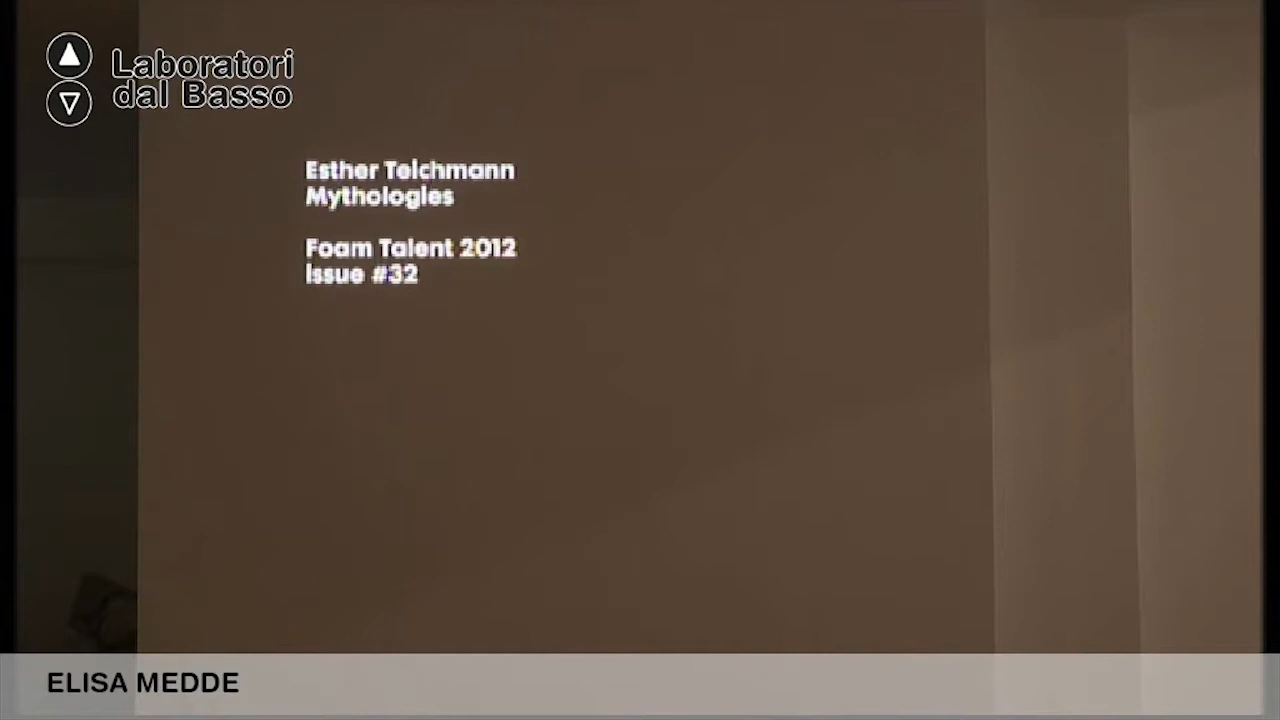 Laboratori
dal Basso
Esther Teichmann
Mythologies
Foam Talent 2012
Issue #32
ELISA MEDDE